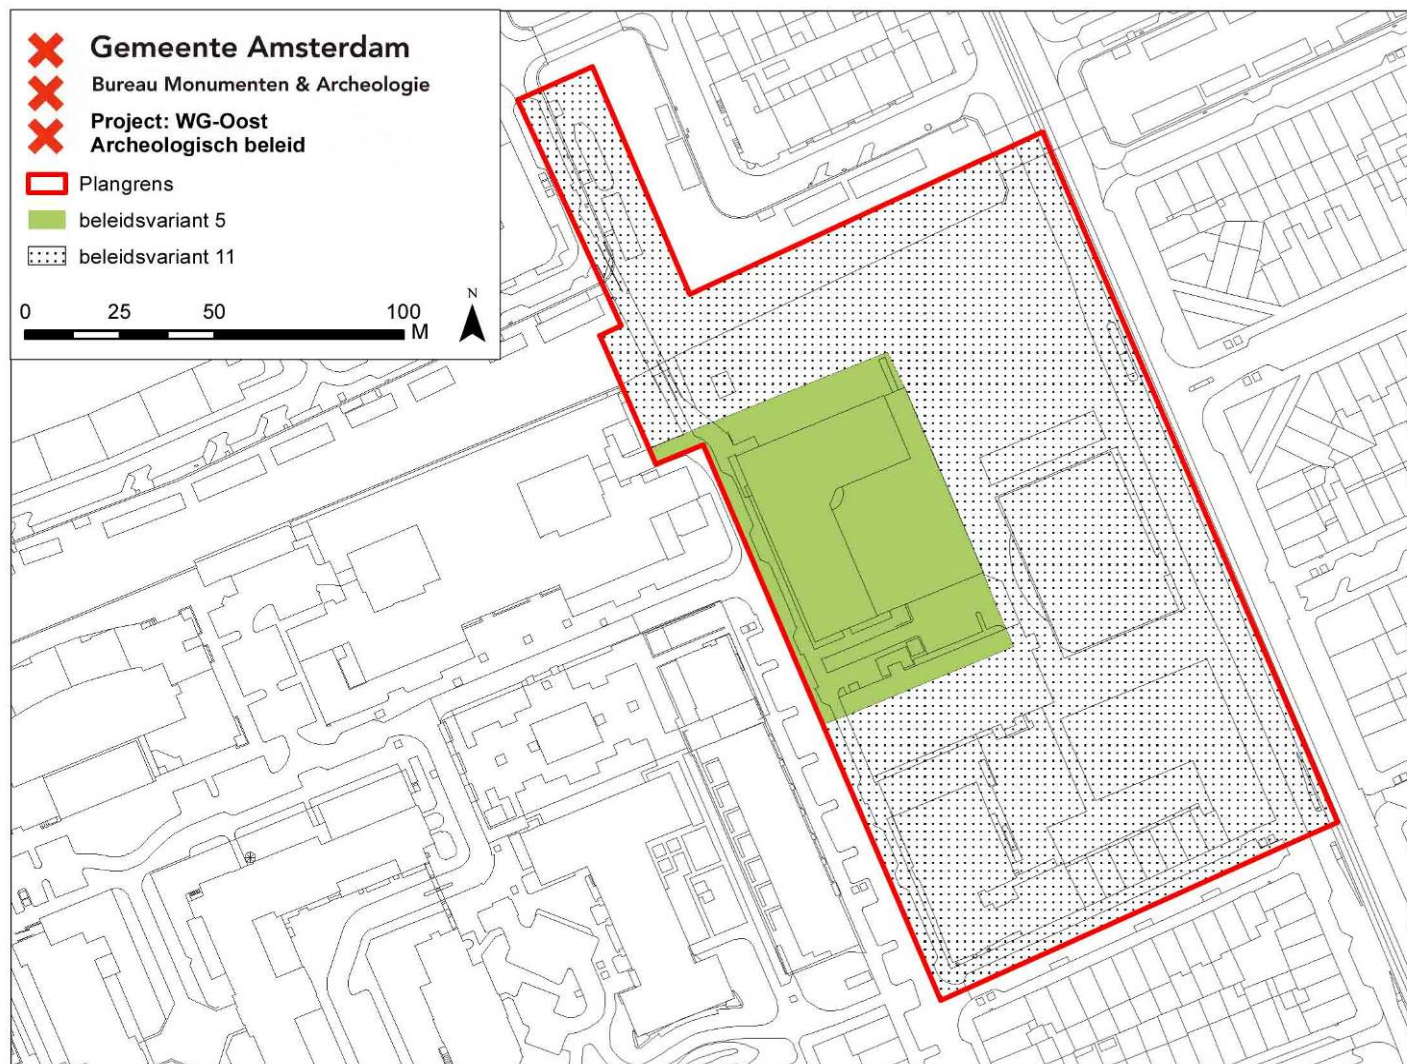 Gemeente Amsterdam
Bureau Monumenten & Archeologie
Project: WG-Oost
Archeologisch beleid
Plangrens
beleidsvariant 5
beleidsvariant 11
0 25 50 100
M
N